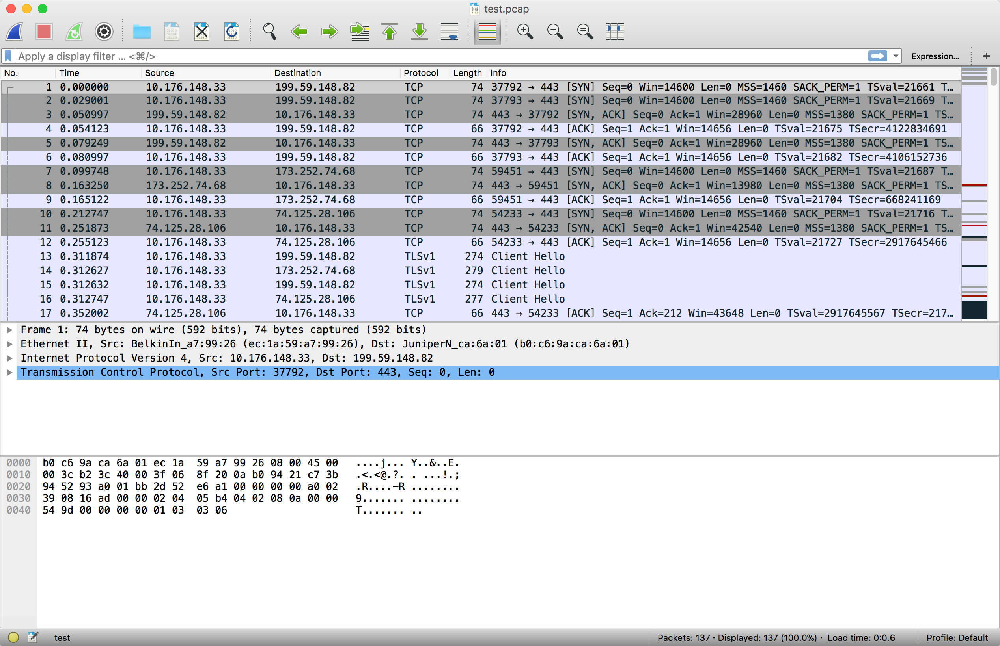 test.pcap
Apply a display filter ... <⌘/>
Expression... +
No. Time Source Destination Protocol Length Info
1 0.000000 10.176.148.33 199.59.148.82 TCP 74 37792 → 443 [SYN] Seq=0 Win=14600 Len=0 MSS=1460 SACK_PERM=1 TSval=21661 T...
2 0.029001 10.176.148.33 199.59.148.82 TCP 74 37793 → 443 [SYN] Seq=0 Win=14600 Len=0 MSS=1460 SACK_PERM=1 TSval=21669 T...
3 0.050997 199.59.148.82 10.176.148.33 TCP 74 443 → 37792 [SYN, ACK] Seq=0 Ack=1 Win=28960 Len=0 MSS=1380 SACK_PERM=1 TS...
4 0.054123 10.176.148.33 199.59.148.82 TCP 66 37792 → 443 [ACK] Seq=1 Ack=1 Win=14656 Len=0 TSval=21675 TSecr=4122834691
5 0.079249 199.59.148.82 10.176.148.33 TCP 74 443 → 37793 [SYN, ACK] Seq=0 Ack=1 Win=28960 Len=0 MSS=1380 SACK_PERM=1 TS...
6 0.080997 10.176.148.33 199.59.148.82 TCP 66 37793 → 443 [ACK] Seq=1 Ack=1 Win=14656 Len=0 TSval=21682 TSecr=4106152736
7 0.099748 10.176.148.33 173.252.74.68 TCP 74 59451 → 443 [SYN] Seq=0 Win=14600 Len=0 MSS=1460 SACK_PERM=1 TSval=21687 T...
8 0.163250 173.252.74.68 10.176.148.33 TCP 74 443 → 59451 [SYN, ACK] Seq=0 Ack=1 Win=13980 Len=0 MSS=1380 SACK_PERM=1 TS...
9 0.165122 10.176.148.33 173.252.74.68 TCP 66 59451 → 443 [ACK] Seq=1 Ack=1 Win=14656 Len=0 TSval=21704 TSecr=668241169
10 0.212747 10.176.148.33 74.125.28.106 TCP 74 54233 → 443 [SYN] Seq=0 Win=14600 Len=0 MSS=1460 SACK_PERM=1 TSval=21716 T...
11 0.251873 74.125.28.106 10.176.148.33 TCP 74 443 → 54233 [SYN, ACK] Seq=0 Ack=1 Win=42540 Len=0 MSS=1380 SACK_PERM=1 TS...
12 0.255123 10.176.148.33 74.125.28.106 TCP 66 54233 → 443 [ACK] Seq=1 Ack=1 Win=14656 Len=0 TSval=21727 TSecr=2917645466
13 0.311874 10.176.148.33 199.59.148.82 TLSv1 274 Client Hello
14 0.312627 10.176.148.33 173.252.74.68 TLSv1 279 Client Hello
15 0.312632 10.176.148.33 199.59.148.82 TLSv1 274 Client Hello
16 0.312747 10.176.148.33 74.125.28.106 TLSv1 277 Client Hello
17 0.352002 74.125.28.106 10.176.148.33 TCP 66 443 → 54233 [ACK] Seq=1 Ack=212 Win=43648 Len=0 TSval=2917645567 TSecr=217...
Frame 1: 74 bytes on wire (592 bits), 74 bytes captured (592 bits)
Ethernet II, Src: BelkinIn_a7:99:26 (ec:1a:59:a7:99:26), Dst: JuniperN_ca:6a:01 (b0:c6:9a:ca:6a:01)
Internet Protocol Version 4, Src: 10.176.148.33, Dst: 199.59.148.82
Transmission Control Protocol, Src Port: 37792, Dst Port: 443, Seq: 0, Len: 0
0000 b0 c6 9a ca 6a 01 ec 1a 59 a7 99 26 08 00 45 00 ....j... Y..&..E.
0010 00 3c b2 3c 40 00 3f 06 8f 20 0a b0 94 21 c7 3b .<.<@.?. . ...!.;
0020 94 52 93 a0 01 bb 2d 52 e6 a1 00 00 00 00 a0 02 .R....-R ........
0030 39 08 16 ad 00 00 02 04 05 b4 04 02 08 0a 00 00 9....... ........
0040 54 9d 00 00 00 00 01 03 03 06 T....... ..
test Packets: 137 · Displayed: 137 (100.0%) · Load time: 0:0.6 Profile: Default